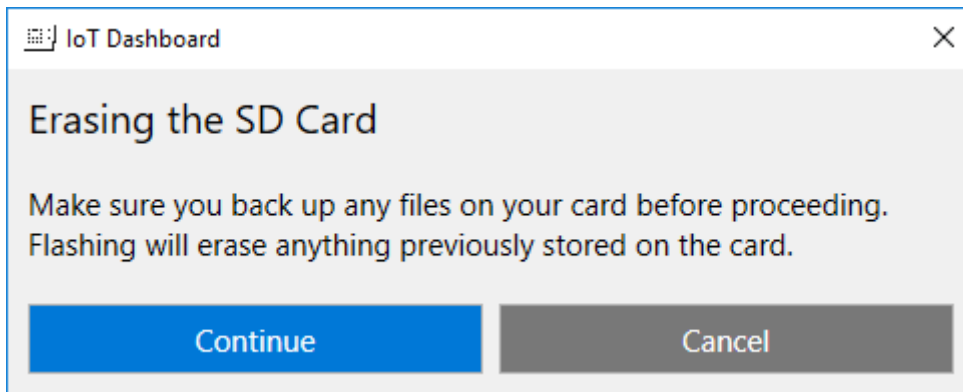 IoT Dashboard
Erasing the SD Card
Make sure you back up any files on your card before proceeding.
Flashing will erase anything previously stored on the card.
Continue
Cancel